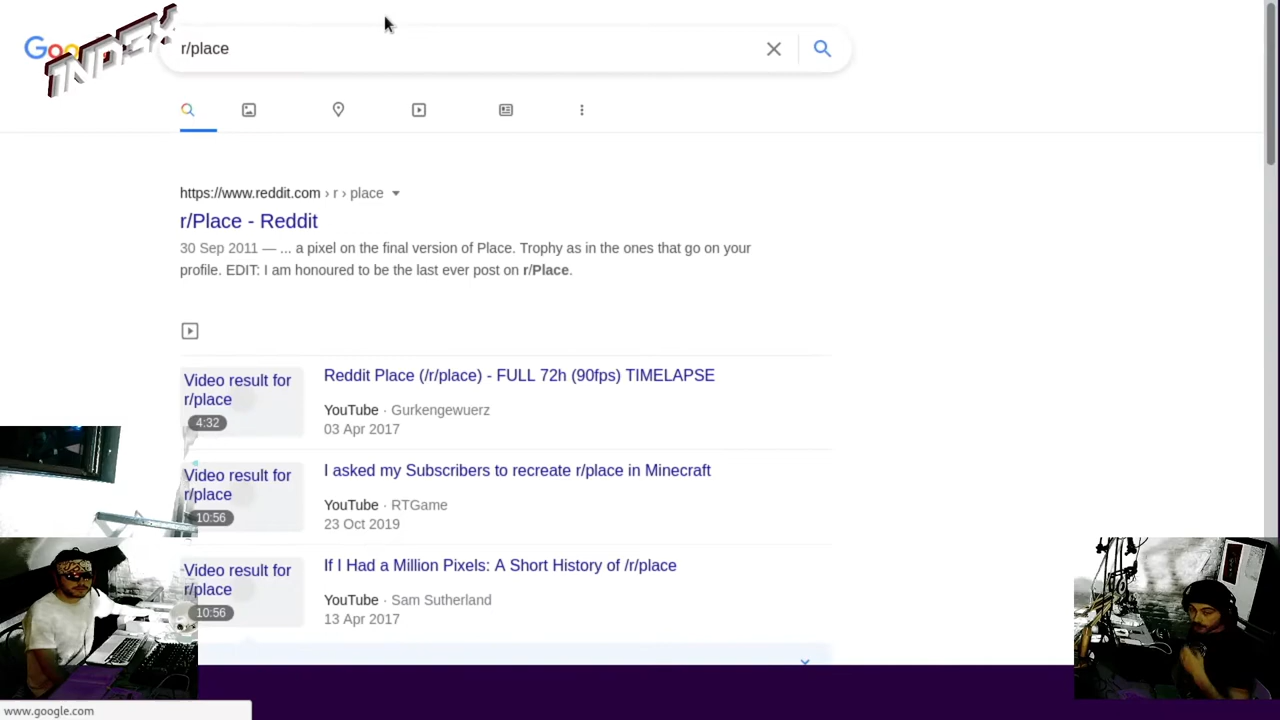 Goo
INDEX
r/place
https://www.reddit.com › r › place
r/Place - Reddit
30 Sep 2011 — ... a pixel on the final version of Place. Trophy as in the ones that go on your
profile. EDIT: I am honoured to be the last ever post on r/Place.
Video result for
r/place
4:32
Reddit Place (/r/place) - FULL 72h (90fps) TIMELAPSE
YouTube · Gurkengewuerz
03 Apr 2017
Video result for
r/place
10:56
I asked my Subscribers to recreate r/place in Minecraft
YouTube · RTGame
23 Oct 2019
Video result for
r/place
10:56
If I Had a Million Pixels: A Short History of /r/place
YouTube · Sam Sutherland
13 Apr 2017
www.google.com